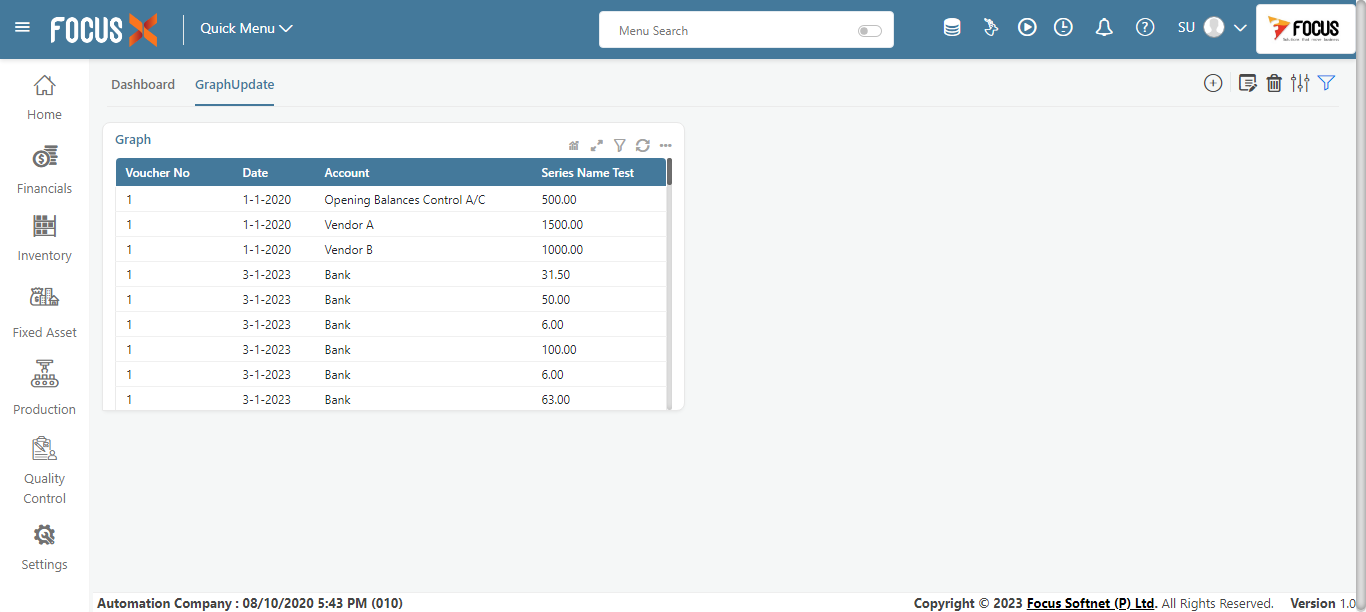 FOCUS X
Quick Menu
Menu Search
SU
FOCUS
Dashboard
GraphUpdate
Home
Financials
Inventory
Fixed Asset
Production
Quality
Control
Settings
Graph
Voucher No Date Account Series Name Test
1 1-1-2020 Opening Balances Control A/C 500.00
1 1-1-2020 Vendor A 1500.00
1 1-1-2020 Vendor B 1000.00
1 3-1-2023 Bank 31.50
1 3-1-2023 Bank 50.00
1 3-1-2023 Bank 6.00
1 3-1-2023 Bank 100.00
1 3-1-2023 Bank 6.00
1 3-1-2023 Bank 63.00
Automation Company : 08/10/2020 5:43 PM (010)
Copyright © 2023 Focus Softnet (P) Ltd. All Rights Reserved. Version 1.0